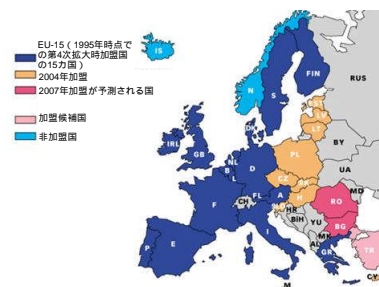 EU-15（1995年時点で
の第4次拡大時加盟国
の15カ国）
2004年加盟
2007年加盟が予測される国
加盟候補国
非加盟国
IS
FIN
N
S
RUS
EST
LV
LT
DK
IRL
GB
BY
NL
B
D
PL
L
CZ
UA
SK
F
FL
CH
A
H
MD
RO
HR
BiH
YU
I
BG
MK
AL
P
E
GR
TR
M
CY